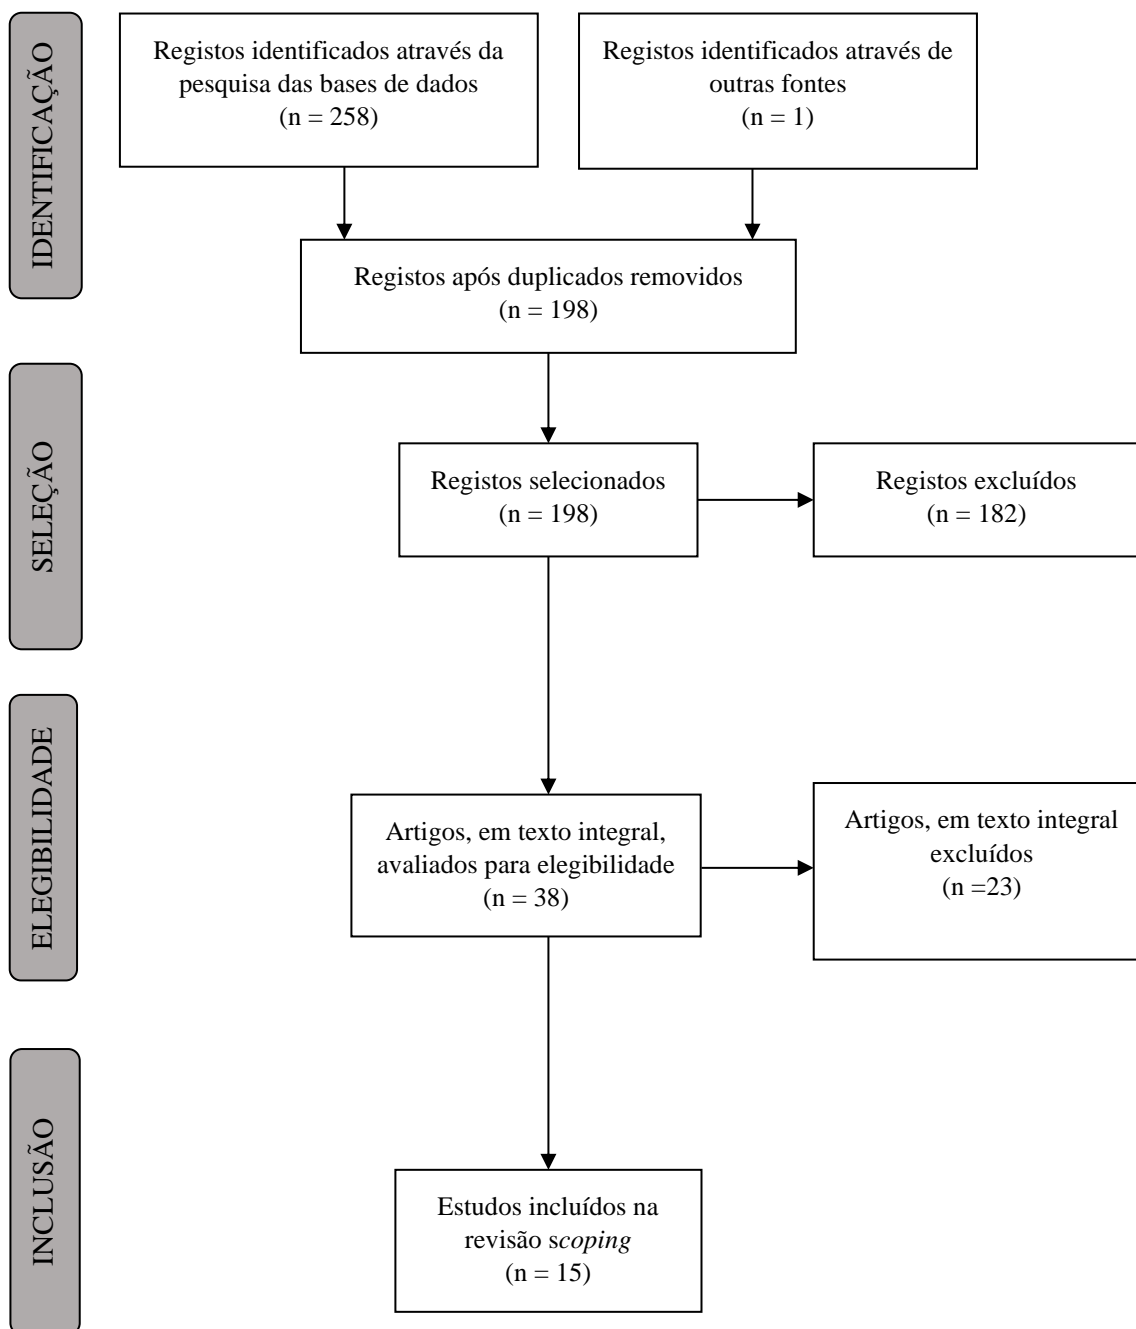 IDENTIFICAÇÃO
Registos identificados através da
pesquisa das bases de dados
(n = 258)
Registos identificados através de
outras fontes
(n = 1)
Registos após duplicados removidos
(n = 198)
SELEÇÃO
Registos selecionados
(n = 198)
Registos excluídos
(n = 182)
ELEGIBILIDADE
Artigos, em texto integral,
avaliados para elegibilidade
(n = 38)
Artigos, em texto integral
excluídos
(n =23)
INCLUSÃO
Estudos incluídos na
revisão scoping
(n = 15)